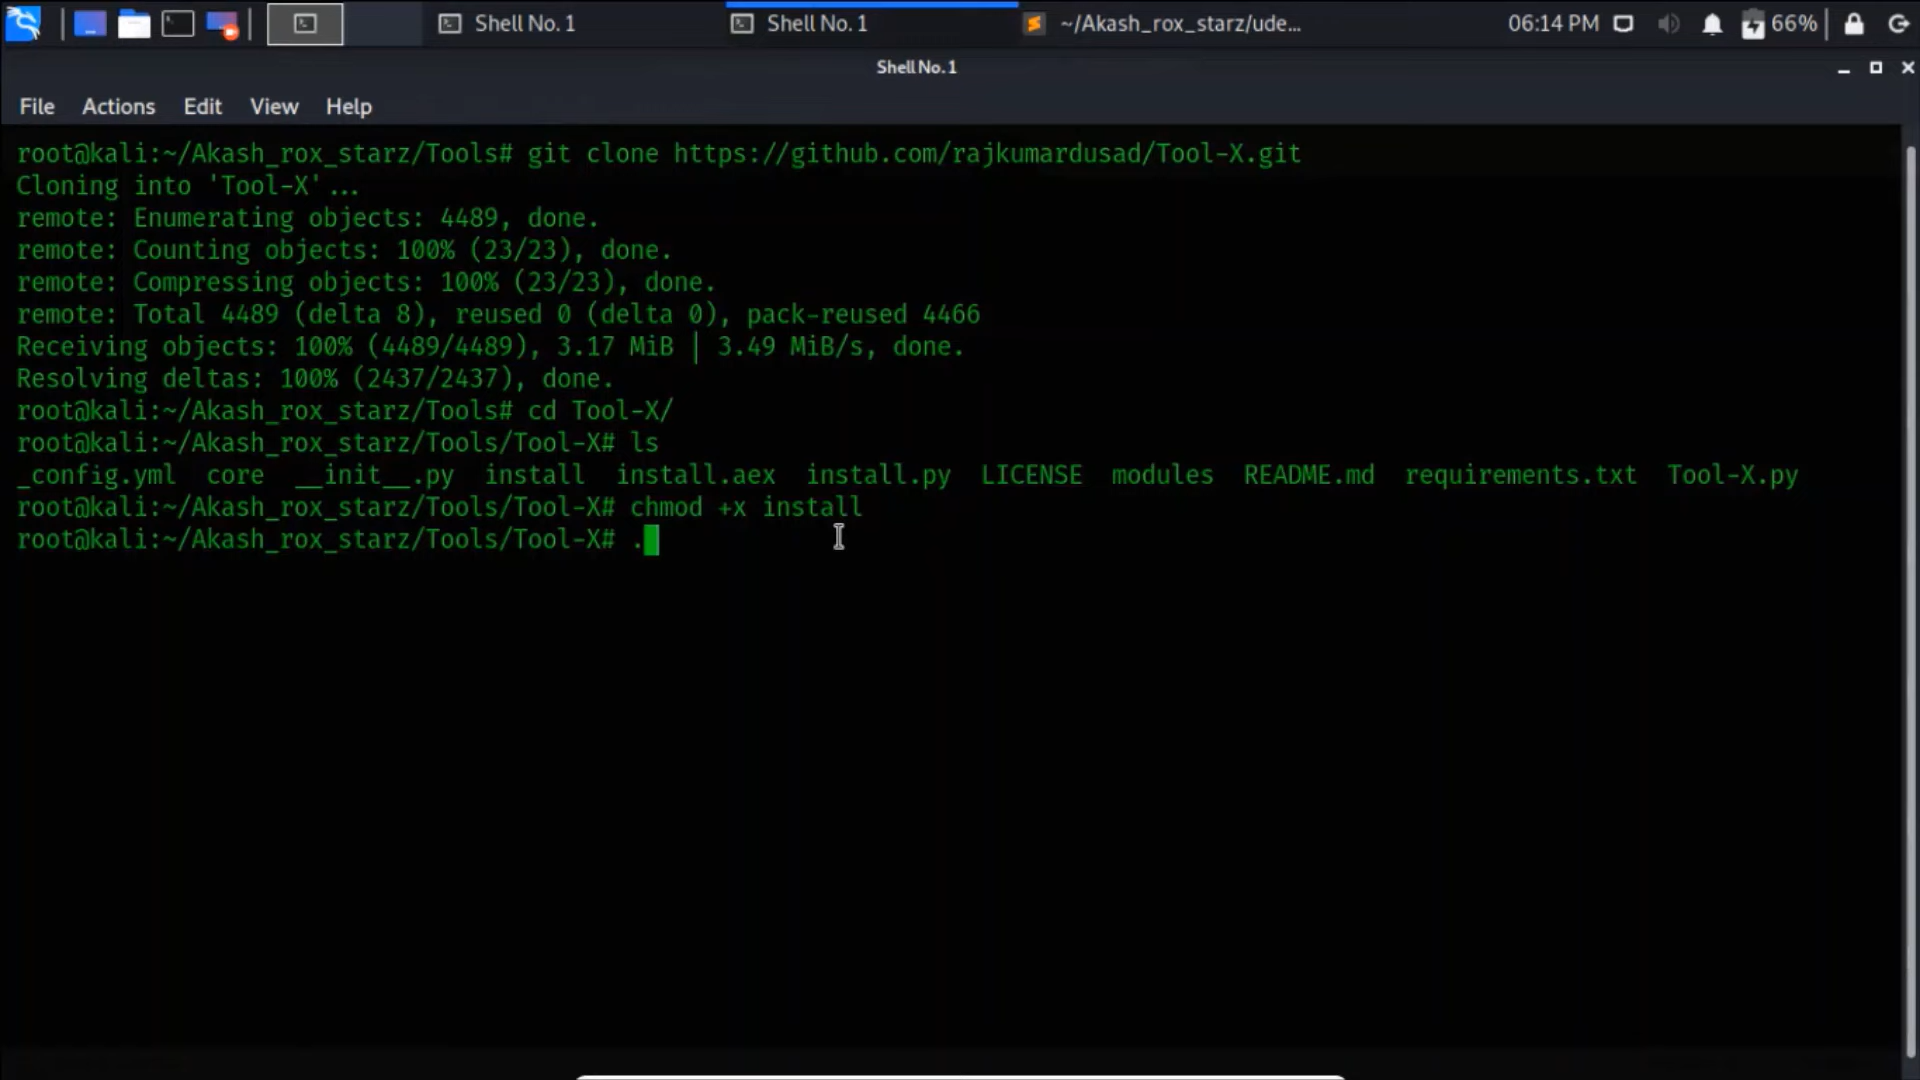 Shell No. 1
Shell No. 1
~/Akash_rox_starz/ude...
06:14 PM
66%
Shell No. 1
File Actions Edit View Help
root@kali:~/Akash_rox_starz/Tools# git clone https://github.com/rajkumardusad/Tool-X.git
Cloning into 'Tool-X'...
remote: Enumerating objects: 4489, done.
remote: Counting objects: 100% (23/23), done.
remote: Compressing objects: 100% (23/23), done.
remote: Total 4489 (delta 8), reused 0 (delta 0), pack-reused 4466
Receiving objects: 100% (4489/4489), 3.17 MiB | 3.49 MiB/s, done.
Resolving deltas: 100% (2437/2437), done.
root@kali:~/Akash_rox_starz/Tools# cd Tool-X/
root@kali:~/Akash_rox_starz/Tools/Tool-X# ls
_config.yml core __init__.py install install.aex install.py LICENSE modules README.md requirements.txt Tool-X.py
root@kali:~/Akash_rox_starz/Tools/Tool-X# chmod +x install
root@kali:~/Akash_rox_starz/Tools/Tool-X# .